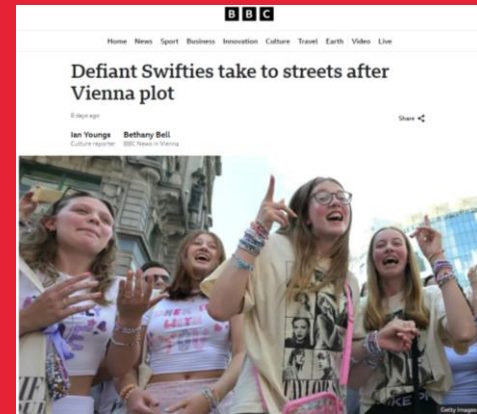 BBC
Home News Sport Business Innovation Culture Travel Earth Video Live
Defiant Swifties take to streets after
Vienna plot
8 days ago
Share
Ian Youngs Bethany Bell
Culture reporter BBC News in Vienna
TAYLOR
Getty Images